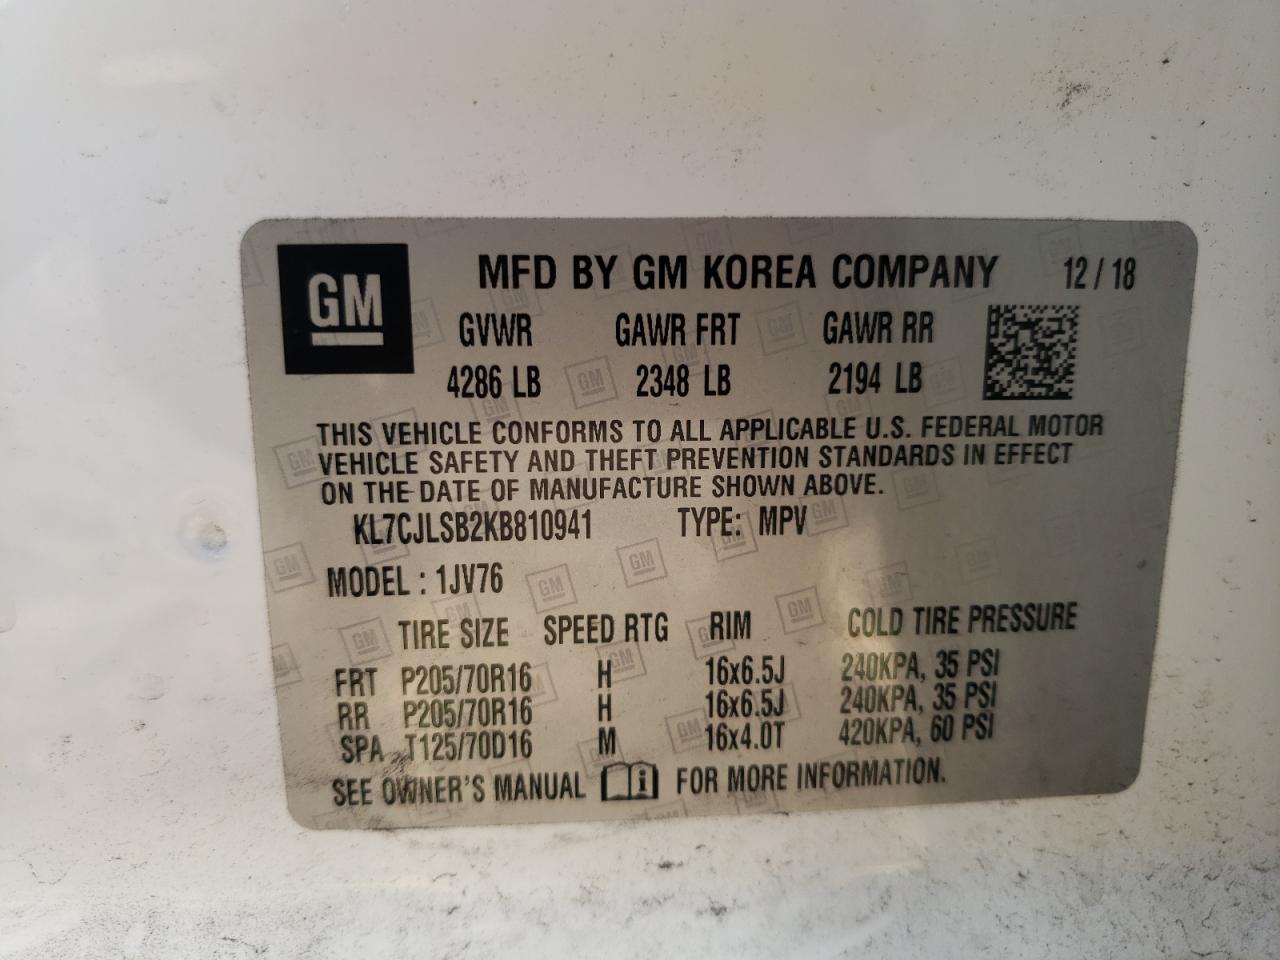 GM
MFD BY GM KOREA COMPANY 12/18
GVWR GAWR FRT GAWR RR
4286 LB 2348 LB 2194 LB
THIS VEHICLE CONFORMS TO ALL APPLICABLE U.S. FEDERAL MOTOR
VEHICLE SAFETY AND THEFT PREVENTION STANDARDS IN EFFECT
ON THE DATE OF MANUFACTURE SHOWN ABOVE.
KL7CJLSB2KB810941 TYPE: MPV
MODEL : 1JV76
TIRE SIZE SPEED RTG RIM COLD TIRE PRESSURE
FRT P205/70R16 H 16x6.5J 240KPA, 35 PSI
RR P205/70R16 H 16x6.5J 240KPA, 35 PSI
SPA T125/70D16 M 16x4.0T 420KPA, 60 PSI
SEE OWNER'S MANUAL i FOR MORE INFORMATION.